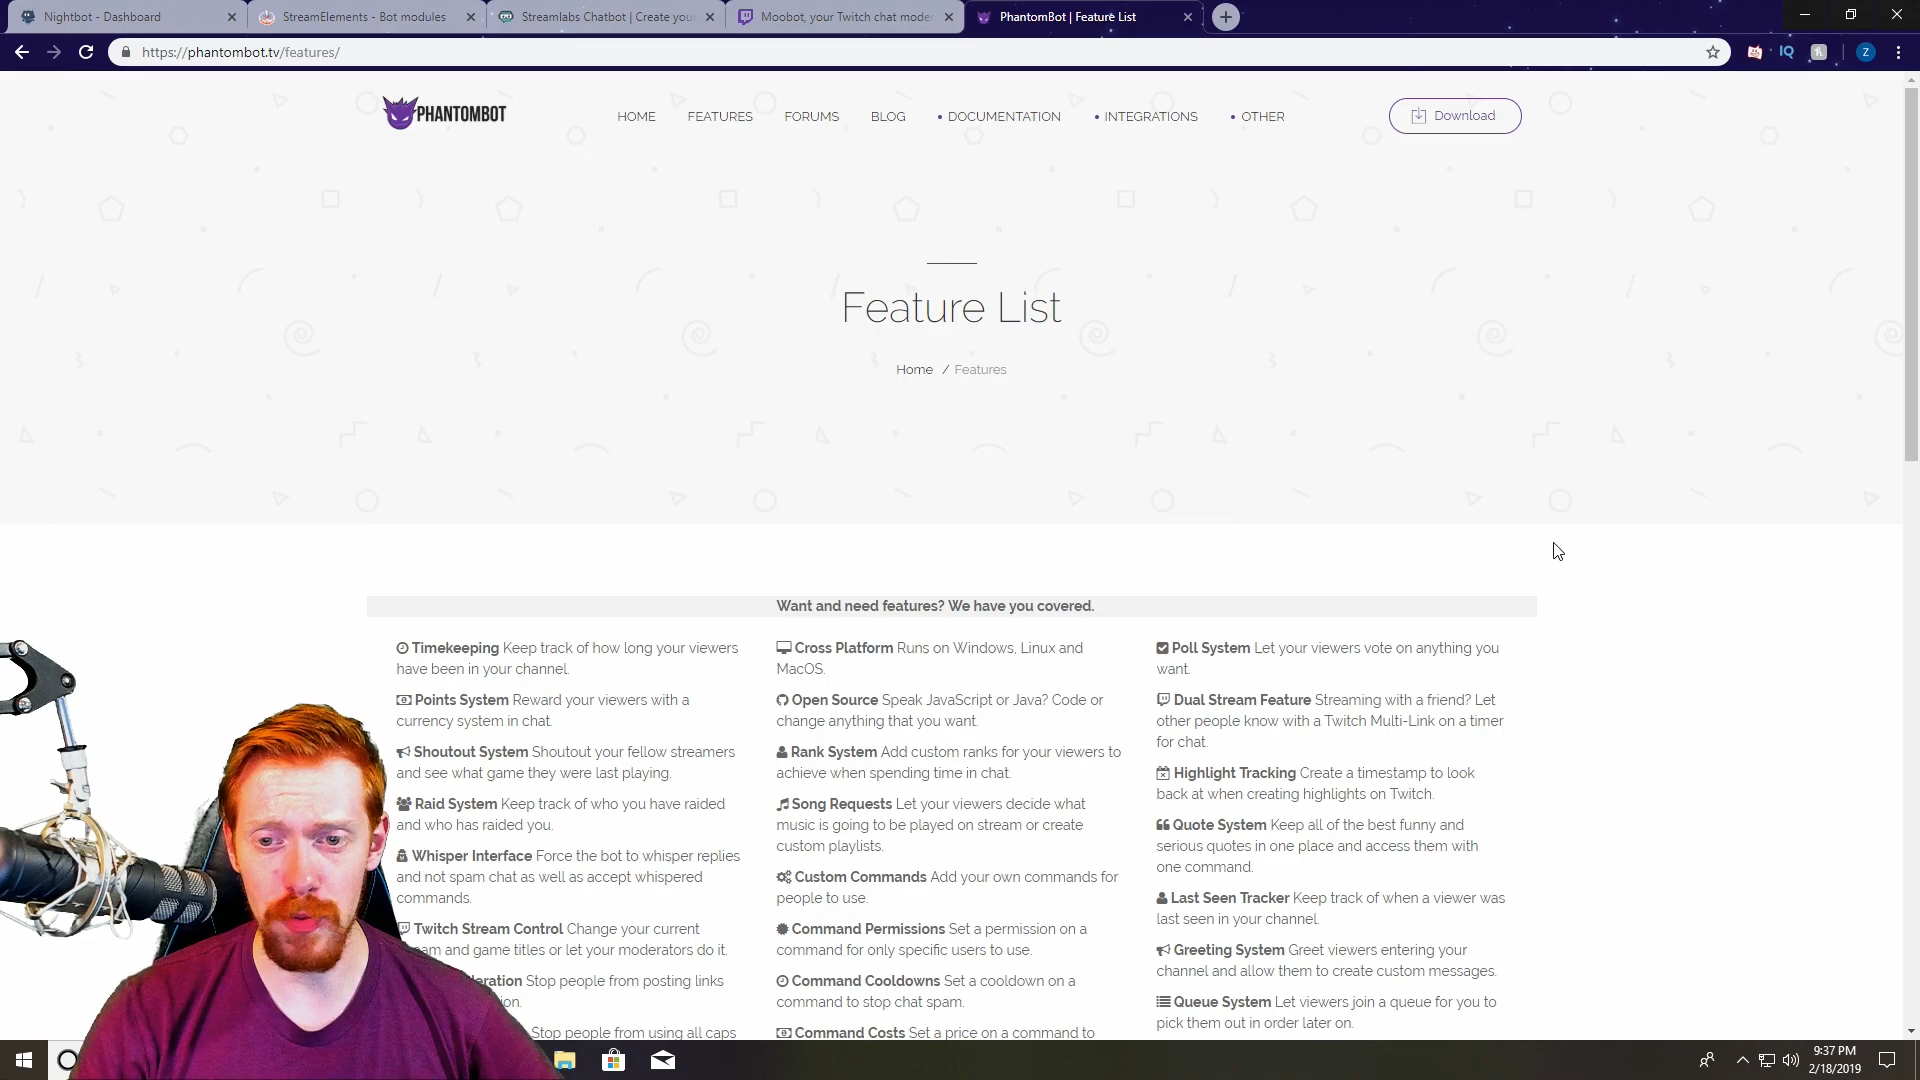 Nightbot - Dashboard
StreamElements - Bot modules
Streamlabs Chatbot | Create you
Moobot, your Twitch chat mode
PhantomBot | Feature List
https://phantombot.tv/features/
IQ
Z
PHANTOMBOT
HOME
FEATURES
FORUMS
BLOG
• DOCUMENTATION
• INTEGRATIONS
• OTHER
Download
Feature List
Home / Features
Want and need features? We have you covered.
Timekeeping Keep track of how long your viewers
have been in your channel.
Points System Reward your viewers with a
currency system in chat.
Shoutout System Shoutout your fellow streamers
and see what game they were last playing.
Raid System Keep track of who you have raided
and who has raided you.
Whisper Interface Force the bot to whisper replies
and not spam chat as well as accept whispered
commands.
Twitch Stream Control Change your current
and game titles or let your moderators do it.
Stop people from posting links
Stop people from using all caps
Cross Platform Runs on Windows, Linux and
MacOS.
Open Source Speak JavaScript or Java? Code or
change anything that you want.
Rank System Add custom ranks for your viewers to
achieve when spending time in chat.
Song Requests Let your viewers decide what
music is going to be played on stream or create
custom playlists.
Custom Commands Add your own commands for
people to use.
Command Permissions Set a permission on a
command for only specific users to use.
Command Cooldowns Set a cooldown on a
command to stop chat spam.
Command Costs Set a price on a command to
Poll System Let your viewers vote on anything you
want.
Dual Stream Feature Streaming with a friend? Let
other people know with a Twitch Multi-Link on a timer
for chat.
Highlight Tracking Create a timestamp to look
back at when creating highlights on Twitch.
Quote System Keep all of the best funny and
serious quotes in one place and access them with
one command.
Last Seen Tracker Keep track of when a viewer was
last seen in your channel.
Greeting System Greet viewers entering your
channel and allow them to create custom messages.
Queue System Let viewers join a queue for you to
pick them out in order later on.
9:37 PM
2/18/2019